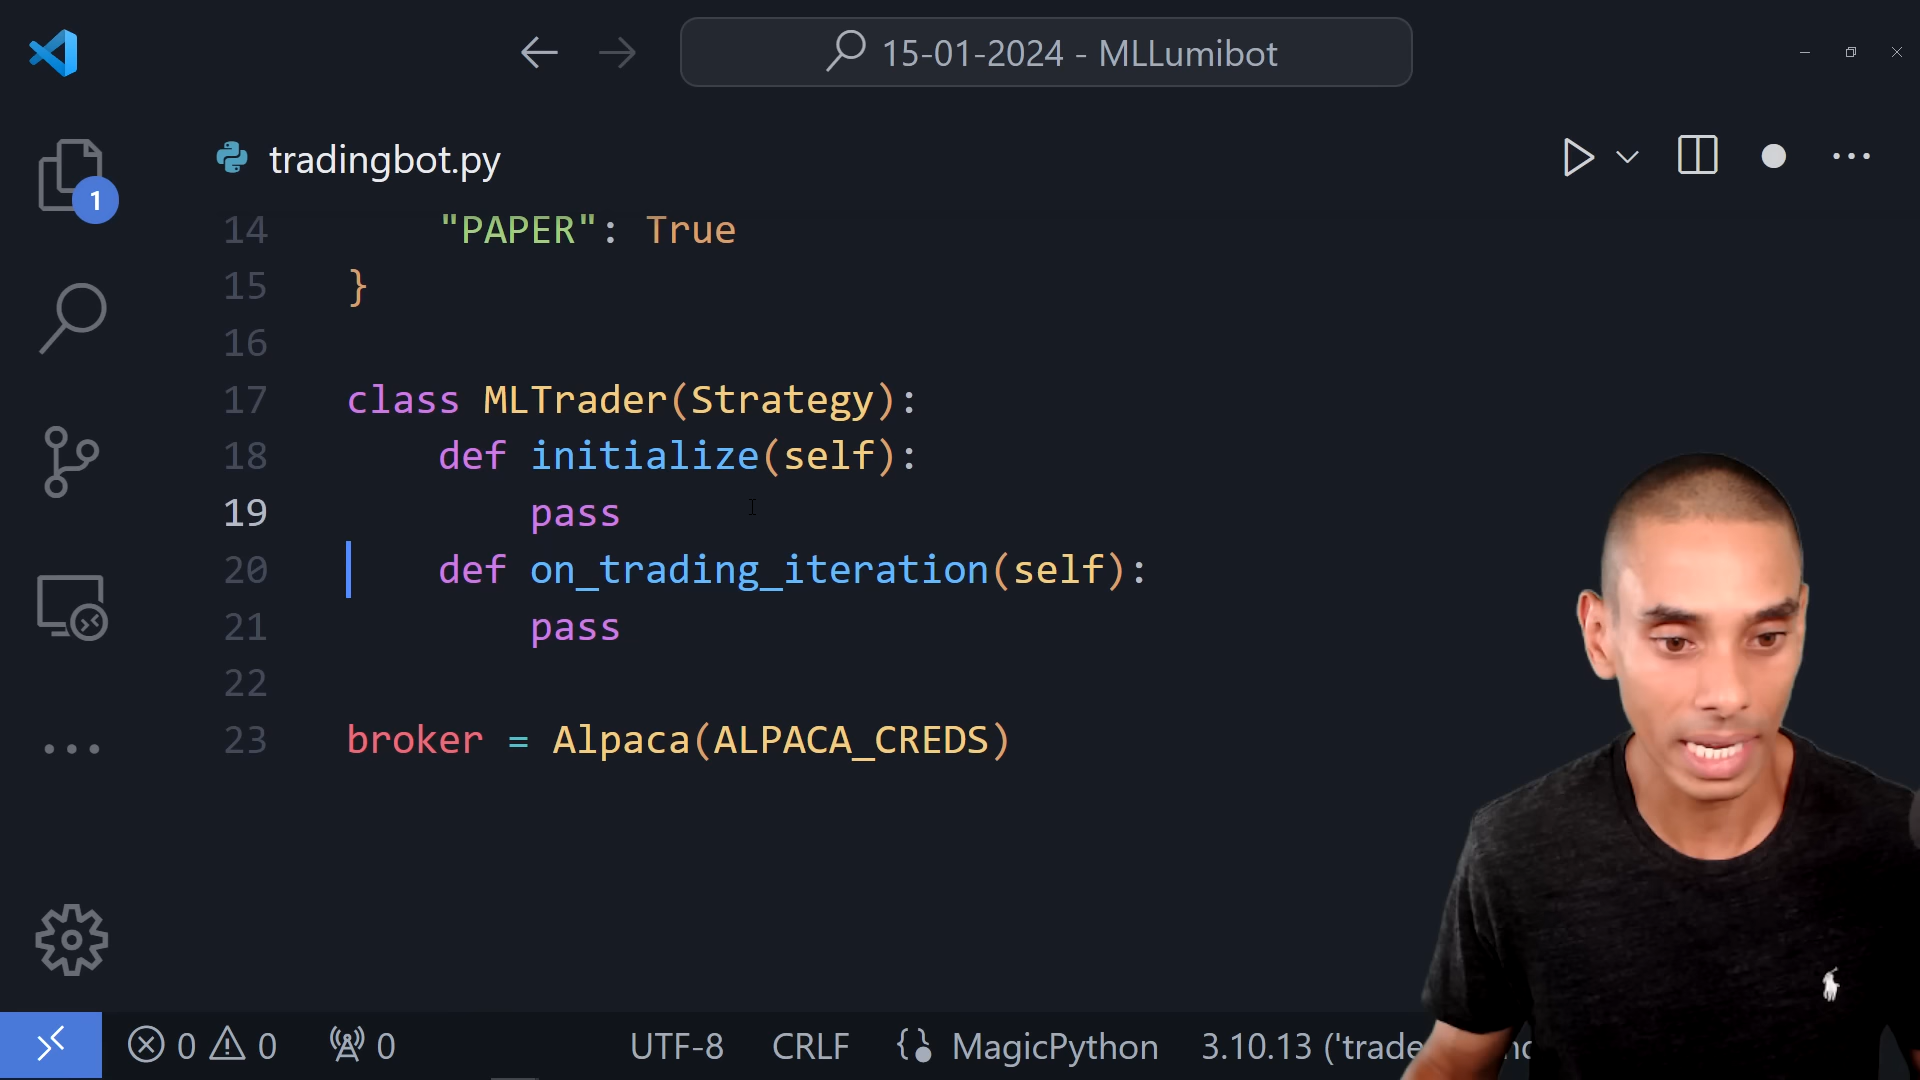 15-01-2024 - MLLumibot
1
tradingbot.py
14 "PAPER": True
15 }
16
17 class MLTrader(Strategy):
18 def initialize(self):
19 pass
20 def on_trading_iteration(self):
21 pass
22
23 broker = Alpaca(ALPACA_CREDS)
0 0 0 UTF-8 CRLF MagicPython 3.10.13 ('trade